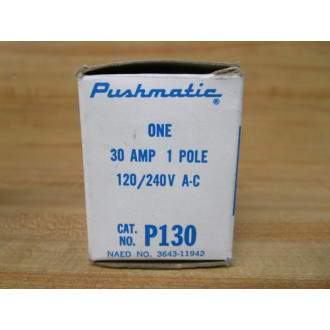 Pushmatic®
ONE
30 AMP 1 POLE
120/240V A-C
CAT.
NO. P130
NAED NO. 3643-11942